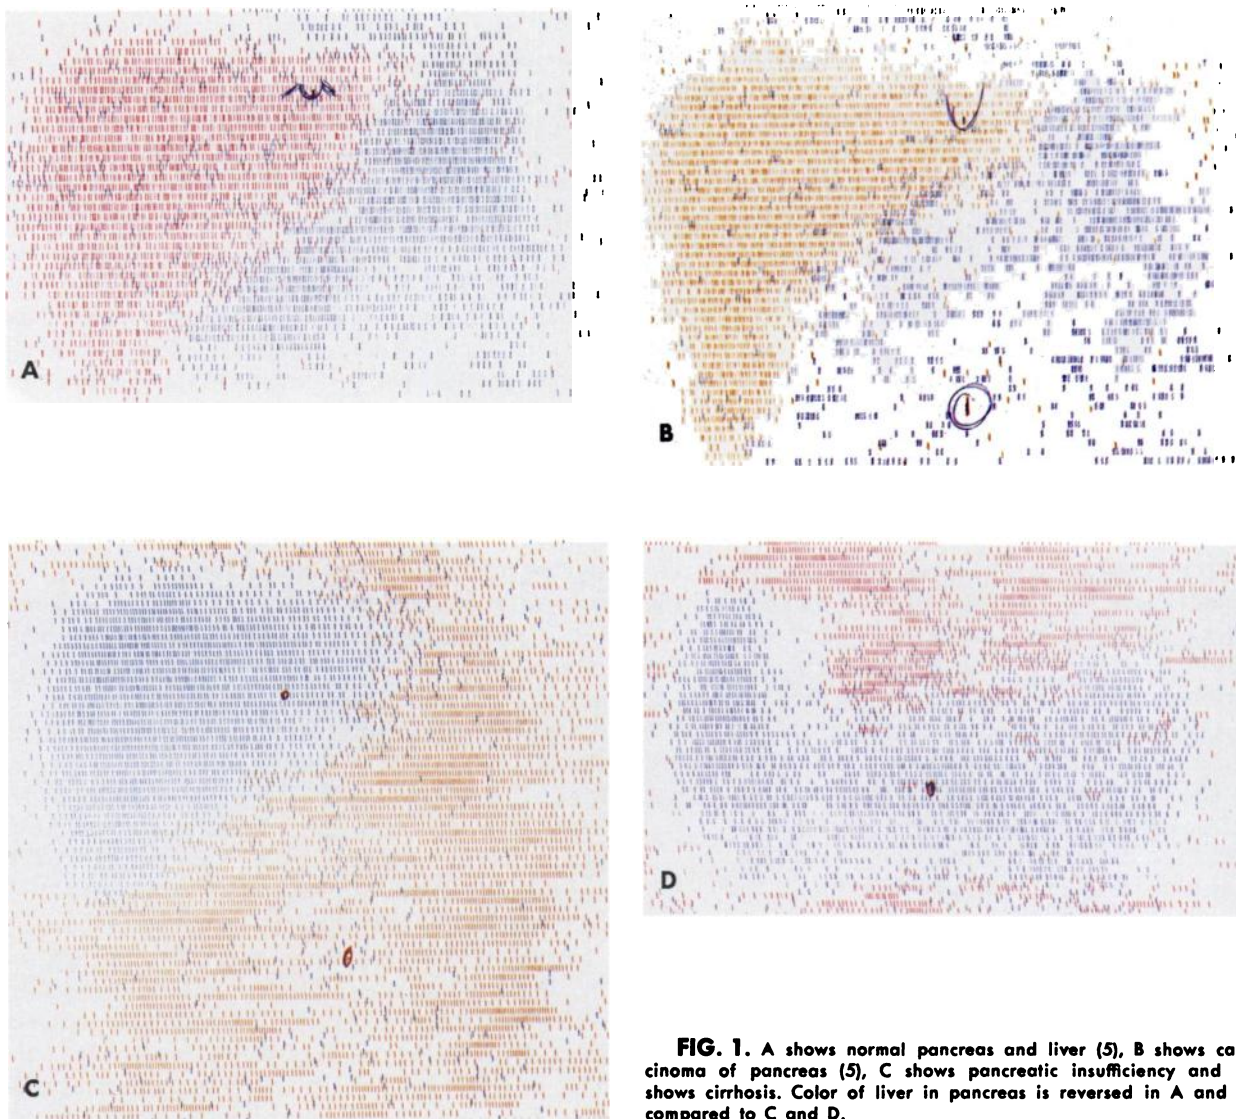 A
B
C
D
FIG. 1. A shows normal pancreas and liver (5), B shows ca
cinoma of pancreas (5), C shows pancreatic insufficiency and
shows cirrhosis. Color of liver in pancreas is reversed in A and
compared to C and D.